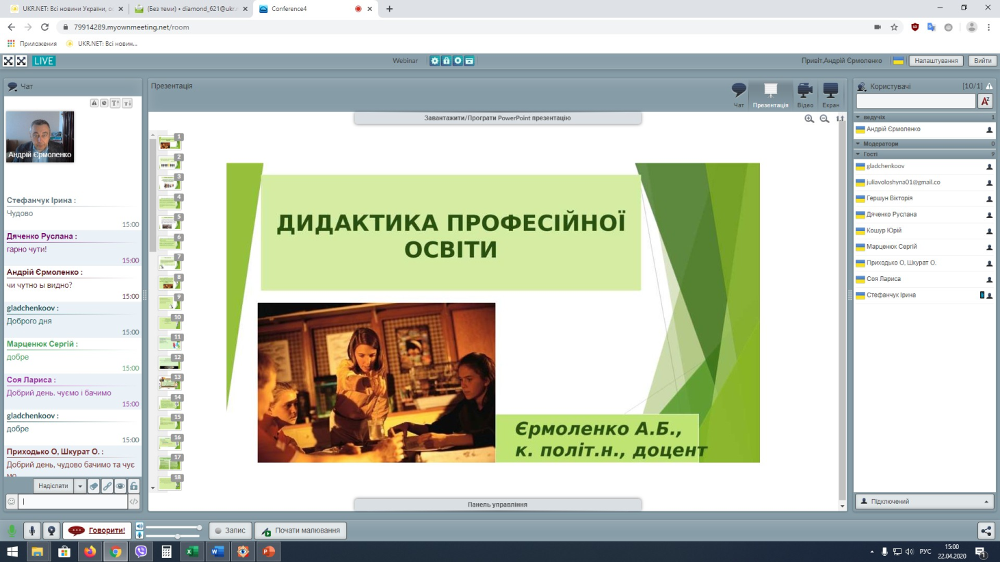 UKR.NET: Всі новини України, о
(Без теми) • diamond_621@ukr.
Conference4
79914289.myownmeeting.net/room
Приложения
UKR.NET: Всі новин...
LIVE
Webinar
Привіт,Андрій Єрмоленко
Налаштування
Вийти
Чат
Андрій Єрмоленко
Стефанчук Ірина :
Чудово
15:00
Дяченко Руслана :
гарно чути!
15:00
Андрій Єрмоленко :
чи чутно ы видно?
15:00
gladchenkoov :
Доброго дня
15:00
Марценюк Сергій :
добре
15:00
Соя Лариса :
Добрий день. чуємо і бачимо
15:00
gladchenkoov :
добре
15:00
Приходько О, Шкурат О. :
Добрий день, чудово бачимо та чує
мо
Надіслати
Презентація
Чат
Презентація
Відео
Екран
Завантажити/Програти PowerPoint презентацію
1:1
1
2
3
4
5
6
7
8
9
10
11
12
13
14
15
16
17
18
ДИДАКТИКА ПРОФЕСІЙНОЇ
ОСВІТИ
Єрмоленко А.Б.,
к. політ.н., доцент
Панель управління
Користувачі
[10/1]
ведучіх 1
Андрій Єрмоленко
Модератори 0
Гості 9
gladchenkoov
juliavoloshyna01@gmail.co
Гершун Вікторія
Дяченко Руслана
Кошур Юрій
Марценюк Сергій
Приходько О, Шкурат О.
Соя Лариса
Стефанчук Ірина
Підключений
Говорити!
Запис
Почати малювання
РУС
15:00
22.04.2020